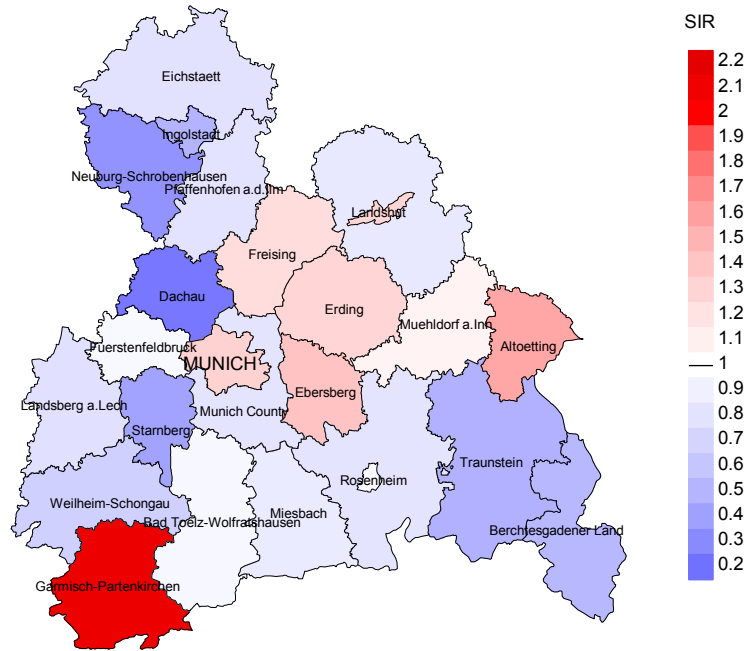 SIR
2.2
2.1
2
1.9
1.8
1.7
1.6
1.5
1.4
1.3
1.2
1.1
1
0.9
0.8
0.7
0.6
0.5
0.4
0.3
0.2
Eichstaett
Ingolstadt
Neuburg-Schrobenhausen
Pfaffenhofen a.d.Ilm
Landshut
Freising
Dachau
Erding
Muehldorf a.Inn
Altoetting
Fuerstenfeldbruck
MUNICH
Ebersberg
Landsberg a.Lech
Munich County
Starnberg
Traunstein
Rosenheim
Weilheim-Schongau
Miesbach
Bad Toelz-Wolfratshausen
Berchtesgadener Land
Garmisch-Partenkirchen